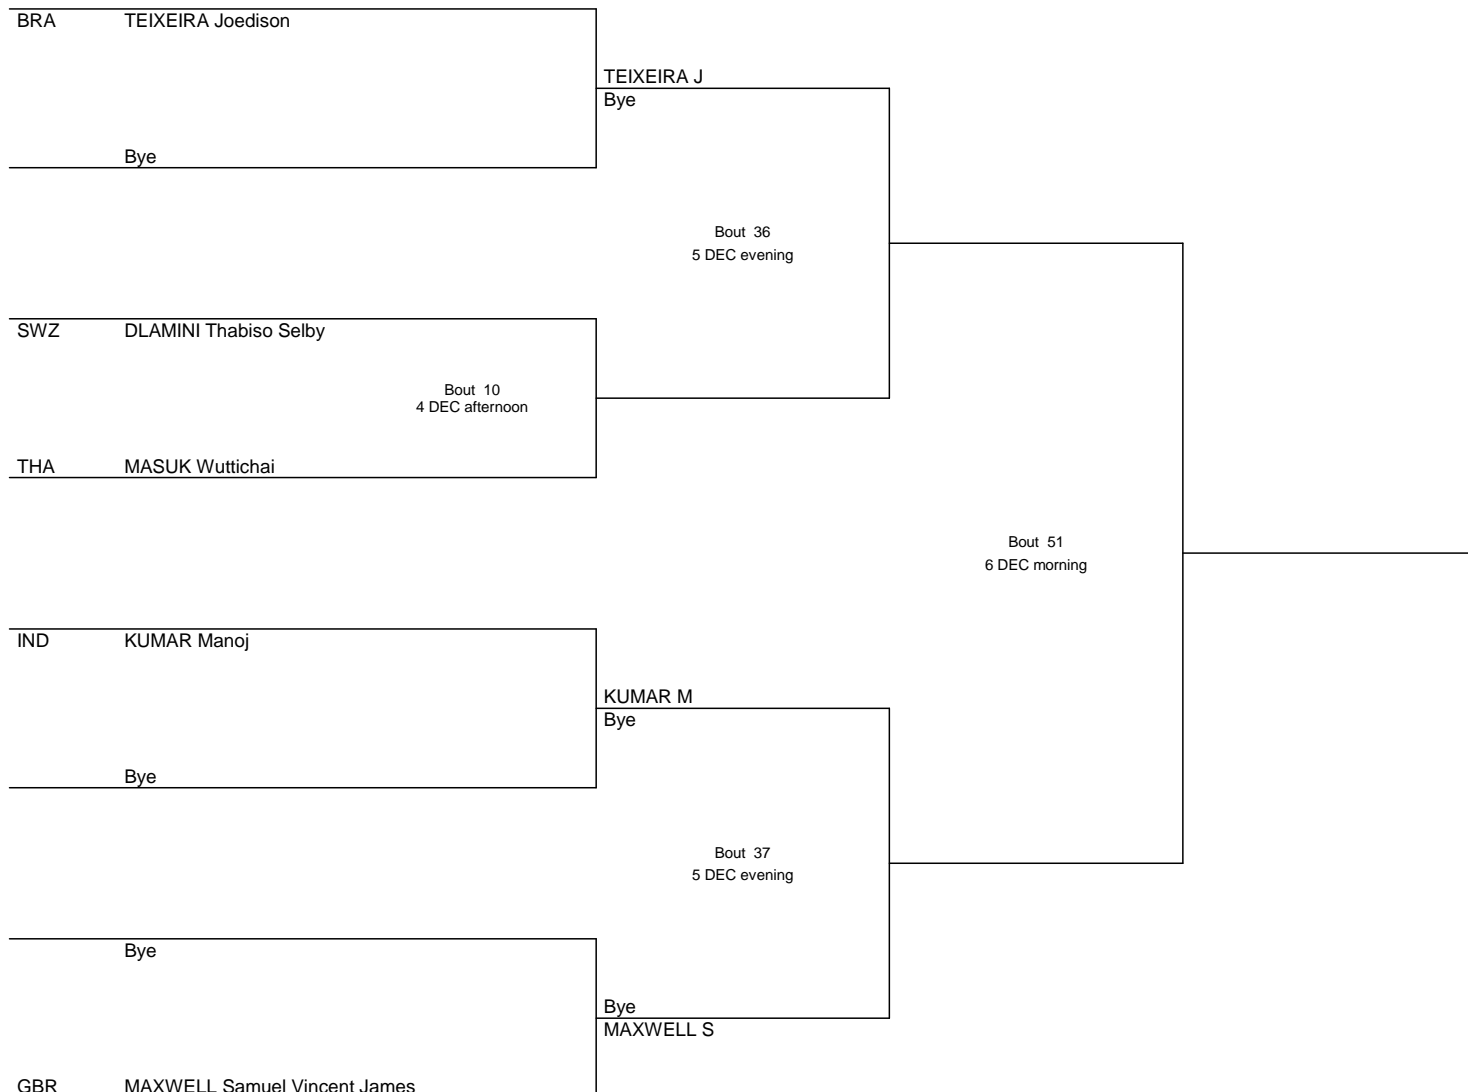 BRA TEIXEIRA Joedison
TEIXEIRA J
Bye
Bye
Bout 36
5 DEC evening
SWZ DLAMINI Thabiso Selby
Bout 10
4 DEC afternoon
THA MASUK Wuttichai
Bout 51
6 DEC morning
IND KUMAR Manoj
KUMAR M
Bye
Bye
Bout 37
5 DEC evening
Bye
Bye
MAXWELL S
GBR MAXWELL Samuel Vincent James